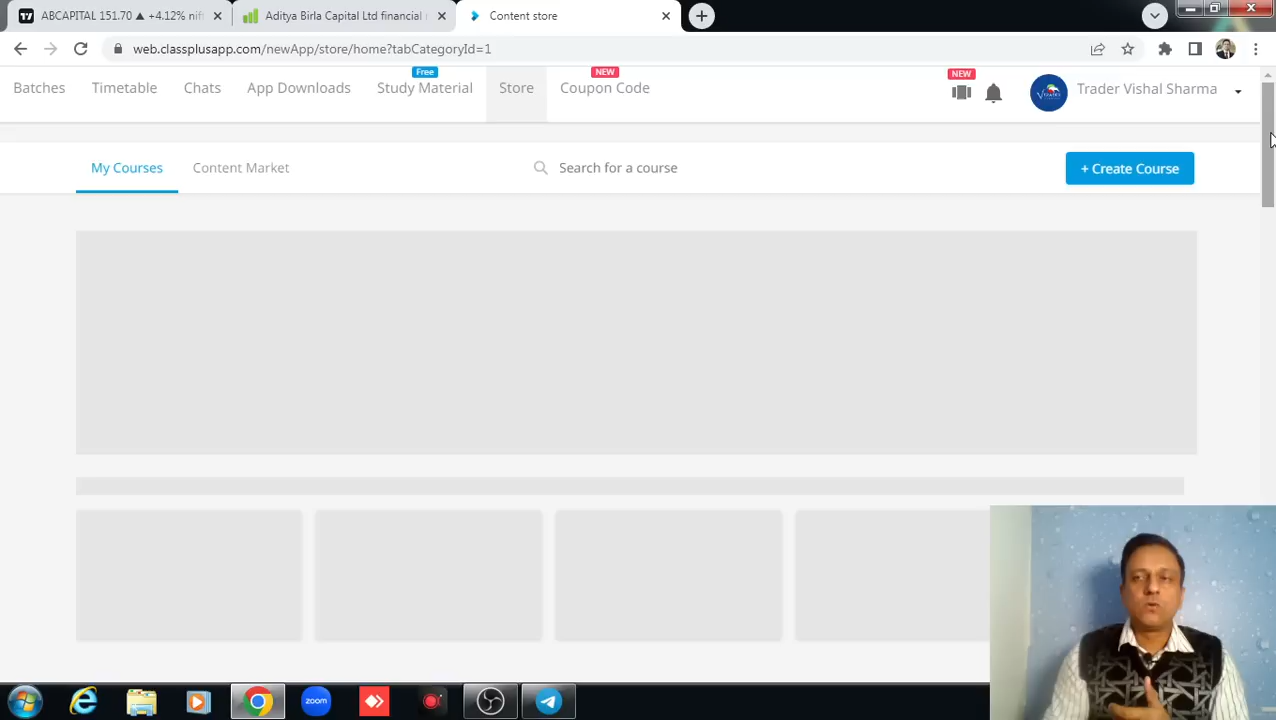 ABCAPITAL 151.70 ▲ +4.12% nif
Aditya Birla Capital Ltd financial
Content store
web.classplusapp.com/newApp/store/home?tabCategoryId=1
Free
NEW
NEW
Batches
Timetable
Chats
App Downloads
Study Material
Store
Coupon Code
Trader Vishal Sharma
My Courses
Content Market
Search for a course
+ Create Course
zoom